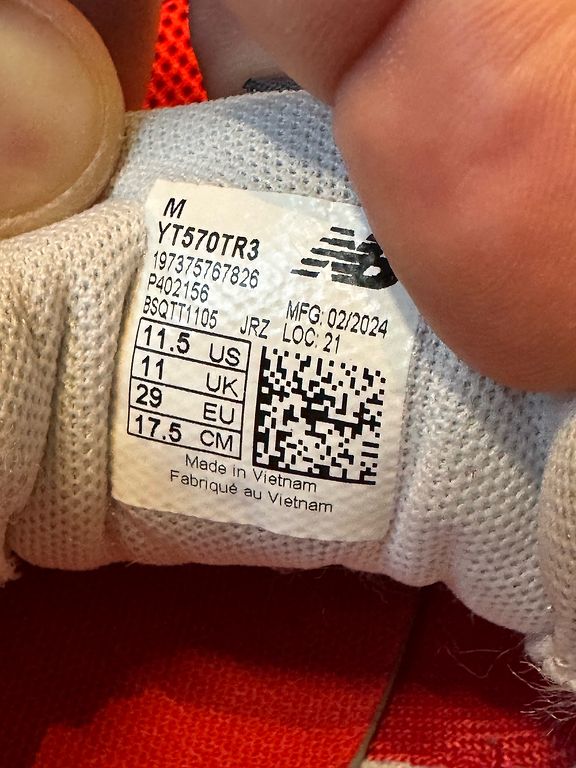 M
YT570TR3
197375767826
P402156
BSQTT1105 JRZ
MFG: 02/2024
LOC: 21
11.5 US
11 UK
29 EU
17.5 CM
Made in Vietnam
Fabriqué au Vietnam
NB